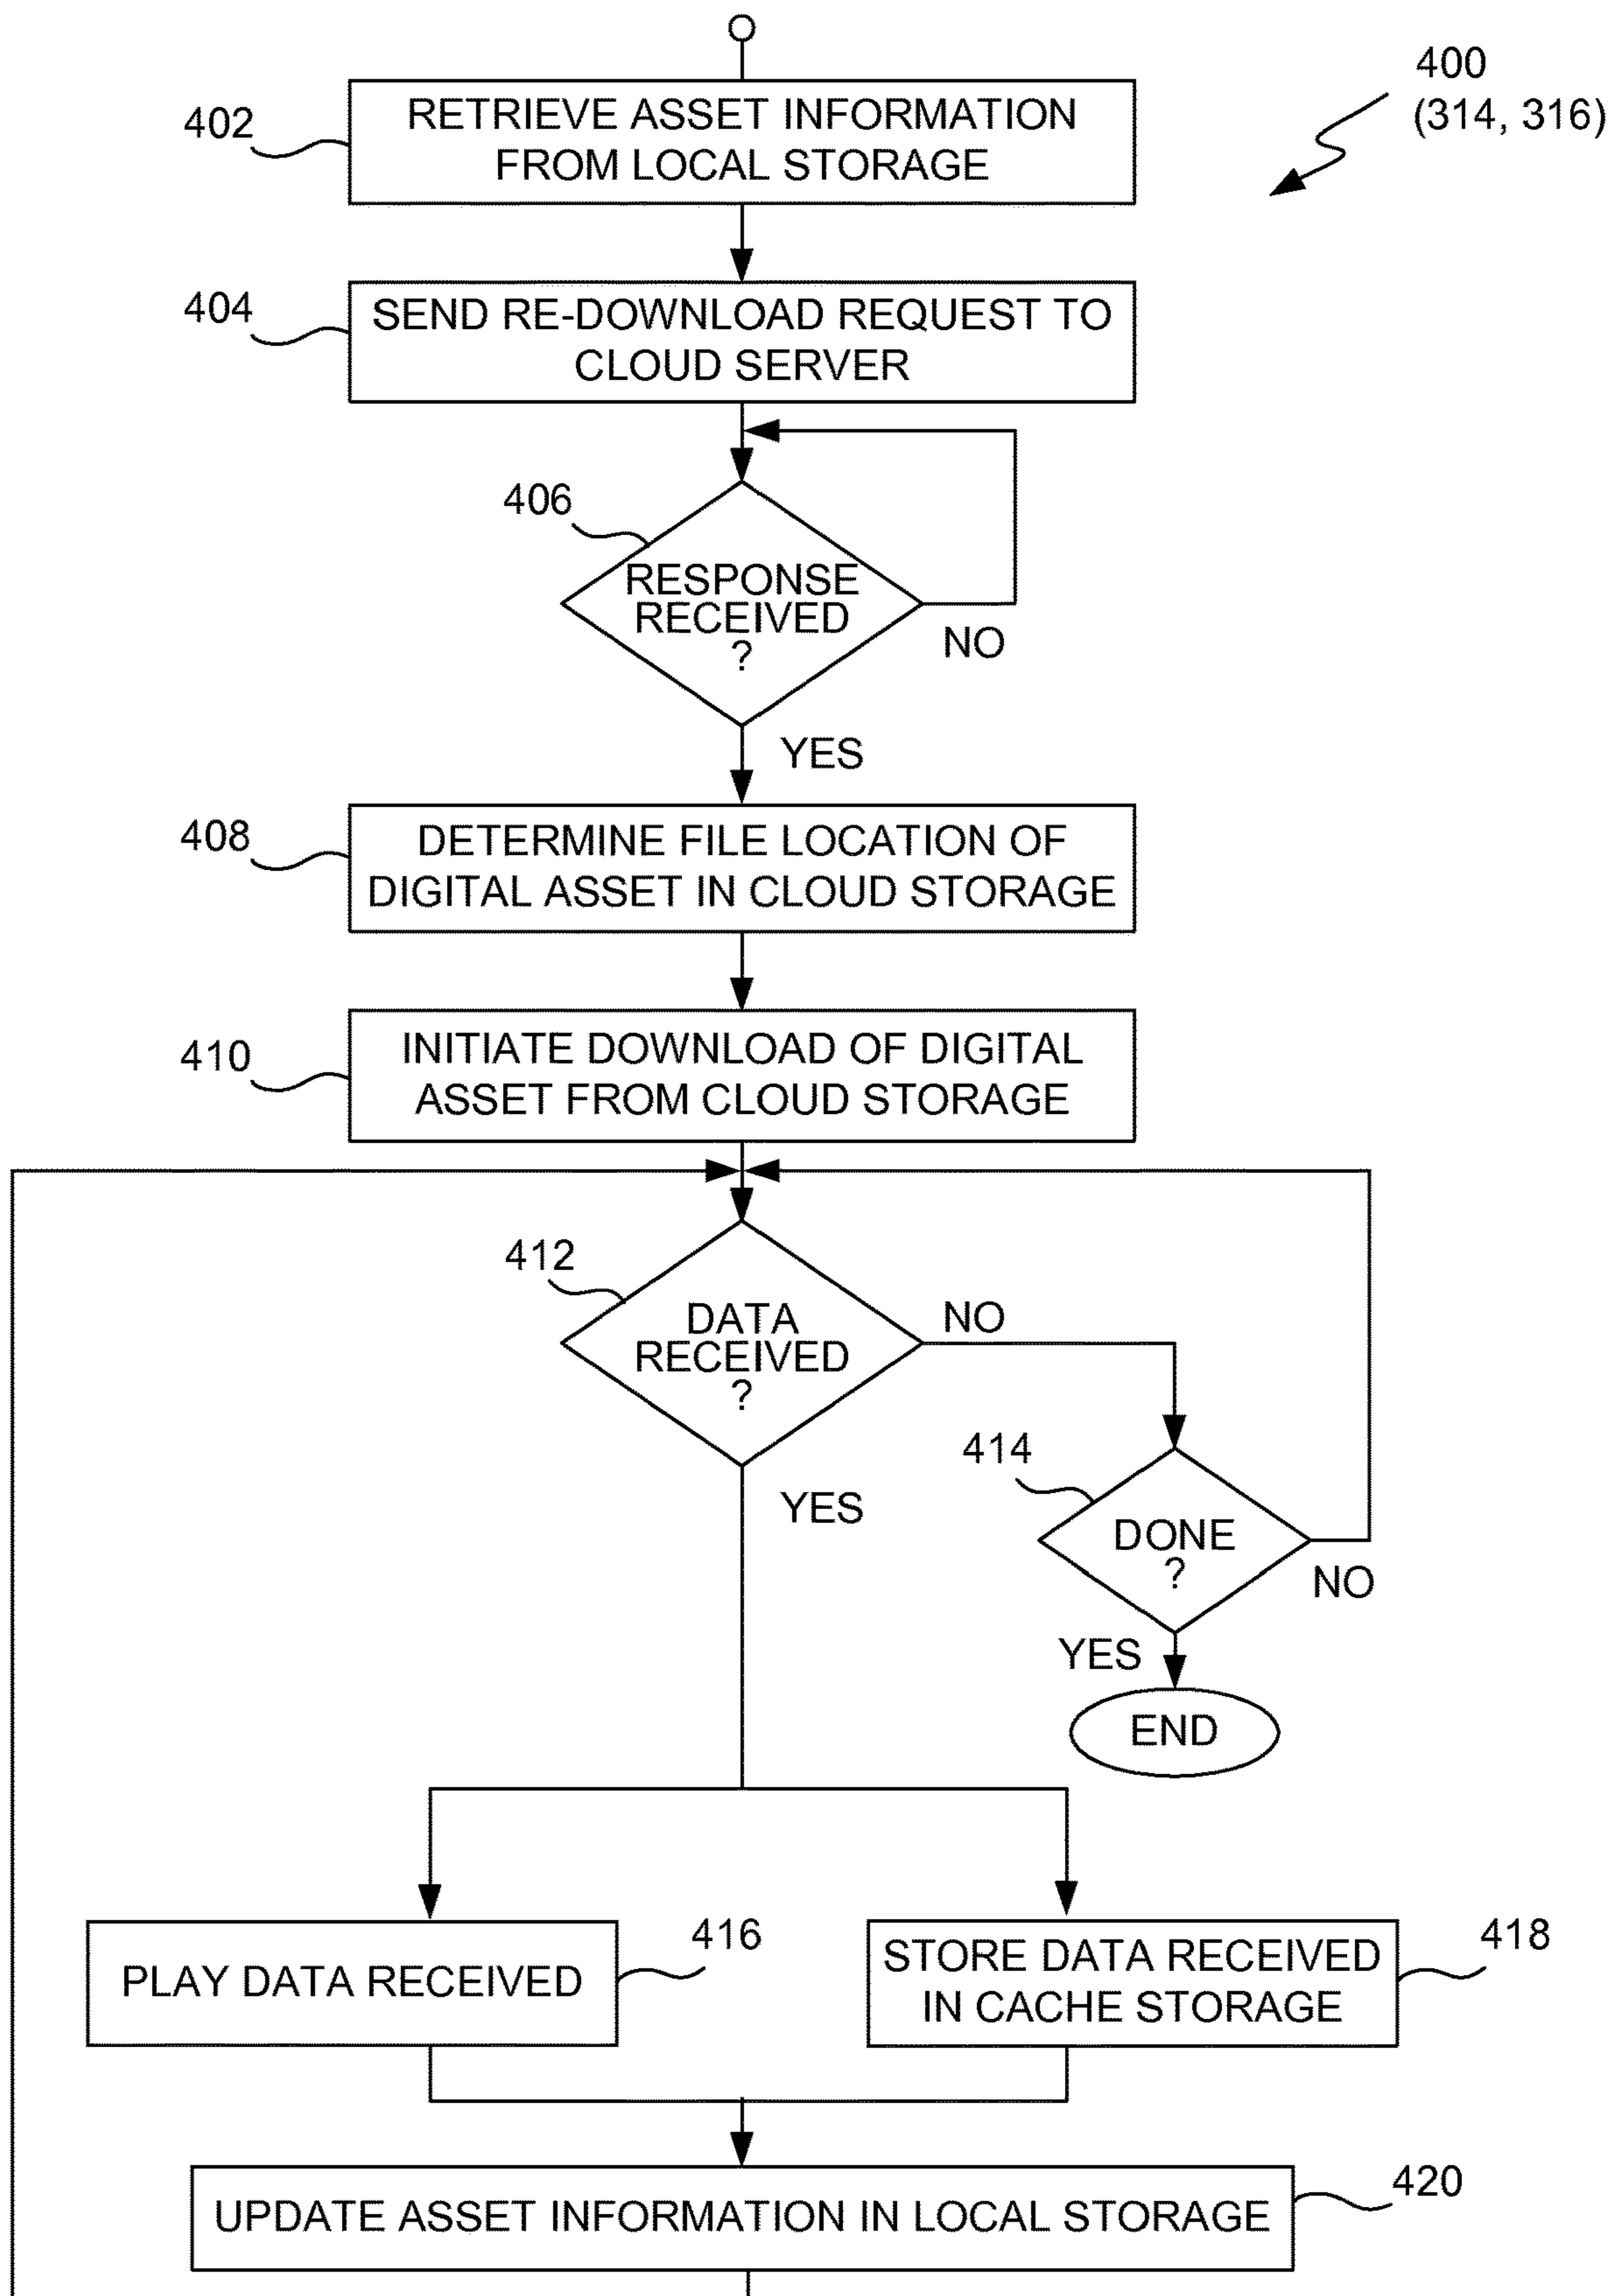 400
(314, 316)
402
RETRIEVE ASSET INFORMATION
FROM LOCAL STORAGE
404
SEND RE-DOWNLOAD REQUEST TO
CLOUD SERVER
406
RESPONSE
RECEIVED
?
NO
YES
408
DETERMINE FILE LOCATION OF
DIGITAL ASSET IN CLOUD STORAGE
410
INITIATE DOWNLOAD OF DIGITAL
ASSET FROM CLOUD STORAGE
412
DATA
RECEIVED
?
NO
YES
414
DONE
?
NO
YES
END
PLAY DATA RECEIVED
416
STORE DATA RECEIVED
IN CACHE STORAGE
418
UPDATE ASSET INFORMATION IN LOCAL STORAGE
420